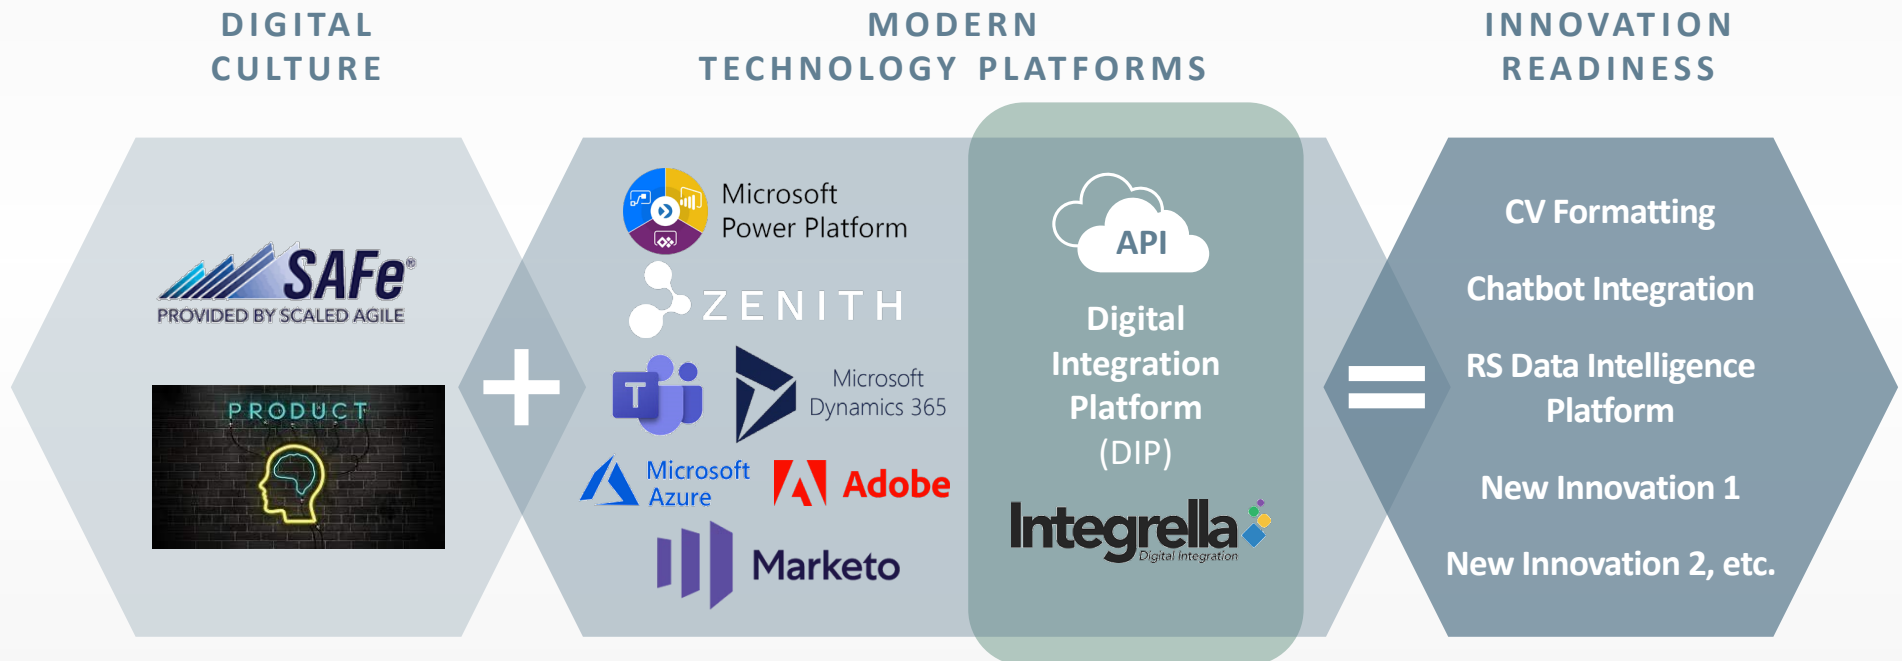 DIGITAL
CULTURE
MODERN
TECHNOLOGY PLATFORMS
INNOVATION
READINESS
SAFe®
PROVIDED BY SCALED AGILE
PRODUCT
+
Microsoft
Power Platform
ZENITH
T
Microsoft
Dynamics 365
Microsoft
Azure
Adobe
Marketo
API
Digital
Integration
Platform
(DIP)
Integrella
Digital Integration
=
CV Formatting
Chatbot Integration
RS Data Intelligence
Platform
New Innovation 1
New Innovation 2, etc.